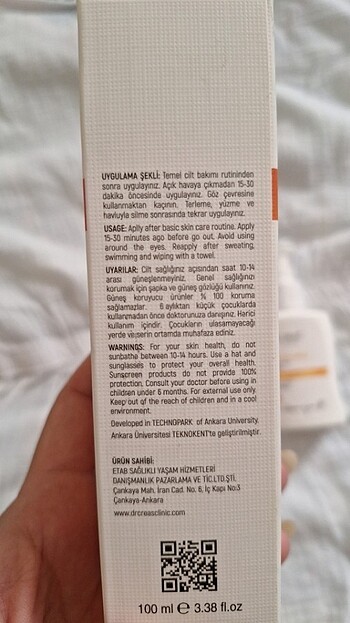 UYGULAMA ŞEKLİ: Temel cilt bakımı rutininden
sonra uygulayınız. Açık havaya çıkmadan 15-30
dakika öncesinde uygulayınız. Göz çevresine
kullanmaktan kaçının. Terleme, yüzme ve
havluyla silme sonrasında tekrar uygulayınız.
USAGE: Aplly after basic skin care routine. Apply
15-30 minutes ago before go out. Avoid using
around the eyes. Reapply after sweating,
swimming and wiping with a towel.
UYARILAR: Cilt sağlığınız açısından saat 10-14
arası güneşlenmeyiniz. Genel sağlığınızı
korumak için şapka ve güneş gözlüğü kullanınız.
Güneş koruyucu ürünler % 100 koruma
sağlamazlar. 6 aylıktan küçük çocuklarda
kullanmadan önce doktorunuza danışınız. Harici
kullanım içindir. Çocukların ulaşamayacağı
yerde ve serin ortamda muhafaza ediniz.
WARNINGS: For your skin health, do not
sunbathe between 10-14 hours. Use a hat and
sunglasses to protect your overall health.
Sunscreen products do not provide 100%
protection. Consult your doctor before using in
children under 6 months. For external use only.
Keep out of the reach of children and in a cool
environment.
Developed in TECHNOPARK of Ankara University.
Ankara Üniversitesi TEKNOKENT'te geliştirilmiştir.
ÜRÜN SAHİBİ:
ETAB SAĞLIKLI YAŞAM HİZMETLERİ
DANIŞMANLIK PAZARLAMA VE TİC.LTD.ŞTİ.
Çankaya Mah. İran Cad. No. 6, İç Kapı No:3
Çankaya-Ankara
www.drcreasclinic.com
100 ml e 3.38 fl.oz